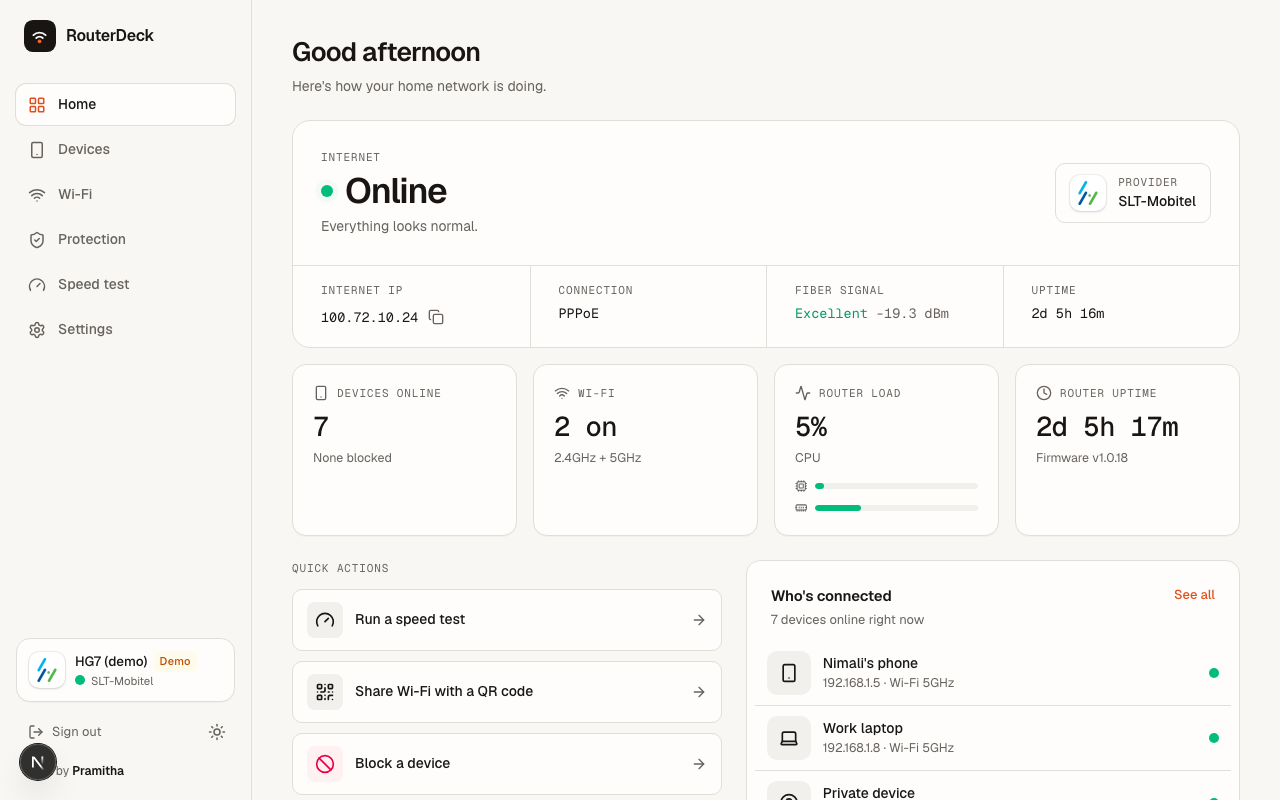 RouterDeck
Home
Devices
Wi-Fi
Protection
Speed test
Settings
HG7 (demo) Demo
SLT-Mobitel
Sign out
N
by Pramitha
Good afternoon
Here's how your home network is doing.
INTERNET
Online
Everything looks normal.
PROVIDER
SLT-Mobitel
INTERNET IP
100.72.10.24
CONNECTION
PPPoE
FIBER SIGNAL
Excellent -19.3 dBm
UPTIME
2d 5h 16m
DEVICES ONLINE
7
None blocked
WI-FI
2 on
2.4GHz + 5GHz
ROUTER LOAD
5%
CPU
ROUTER UPTIME
2d 5h 17m
Firmware v1.0.18
QUICK ACTIONS
Run a speed test
Share Wi-Fi with a QR code
Block a device
Who's connected
See all
7 devices online right now
Nimali's phone
192.168.1.5 · Wi-Fi 5GHz
Work laptop
192.168.1.8 · Wi-Fi 5GHz
Private device